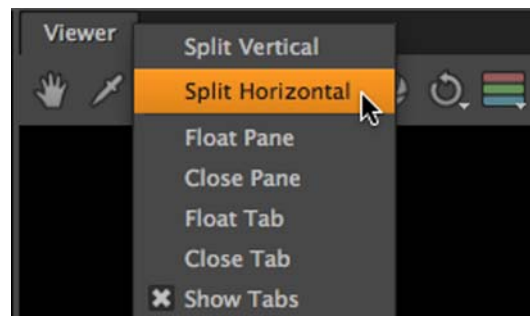 Viewer
Split Vertical
Split Horizontal
Float Pane
Close Pane
Float Tab
Close Tab
Show Tabs